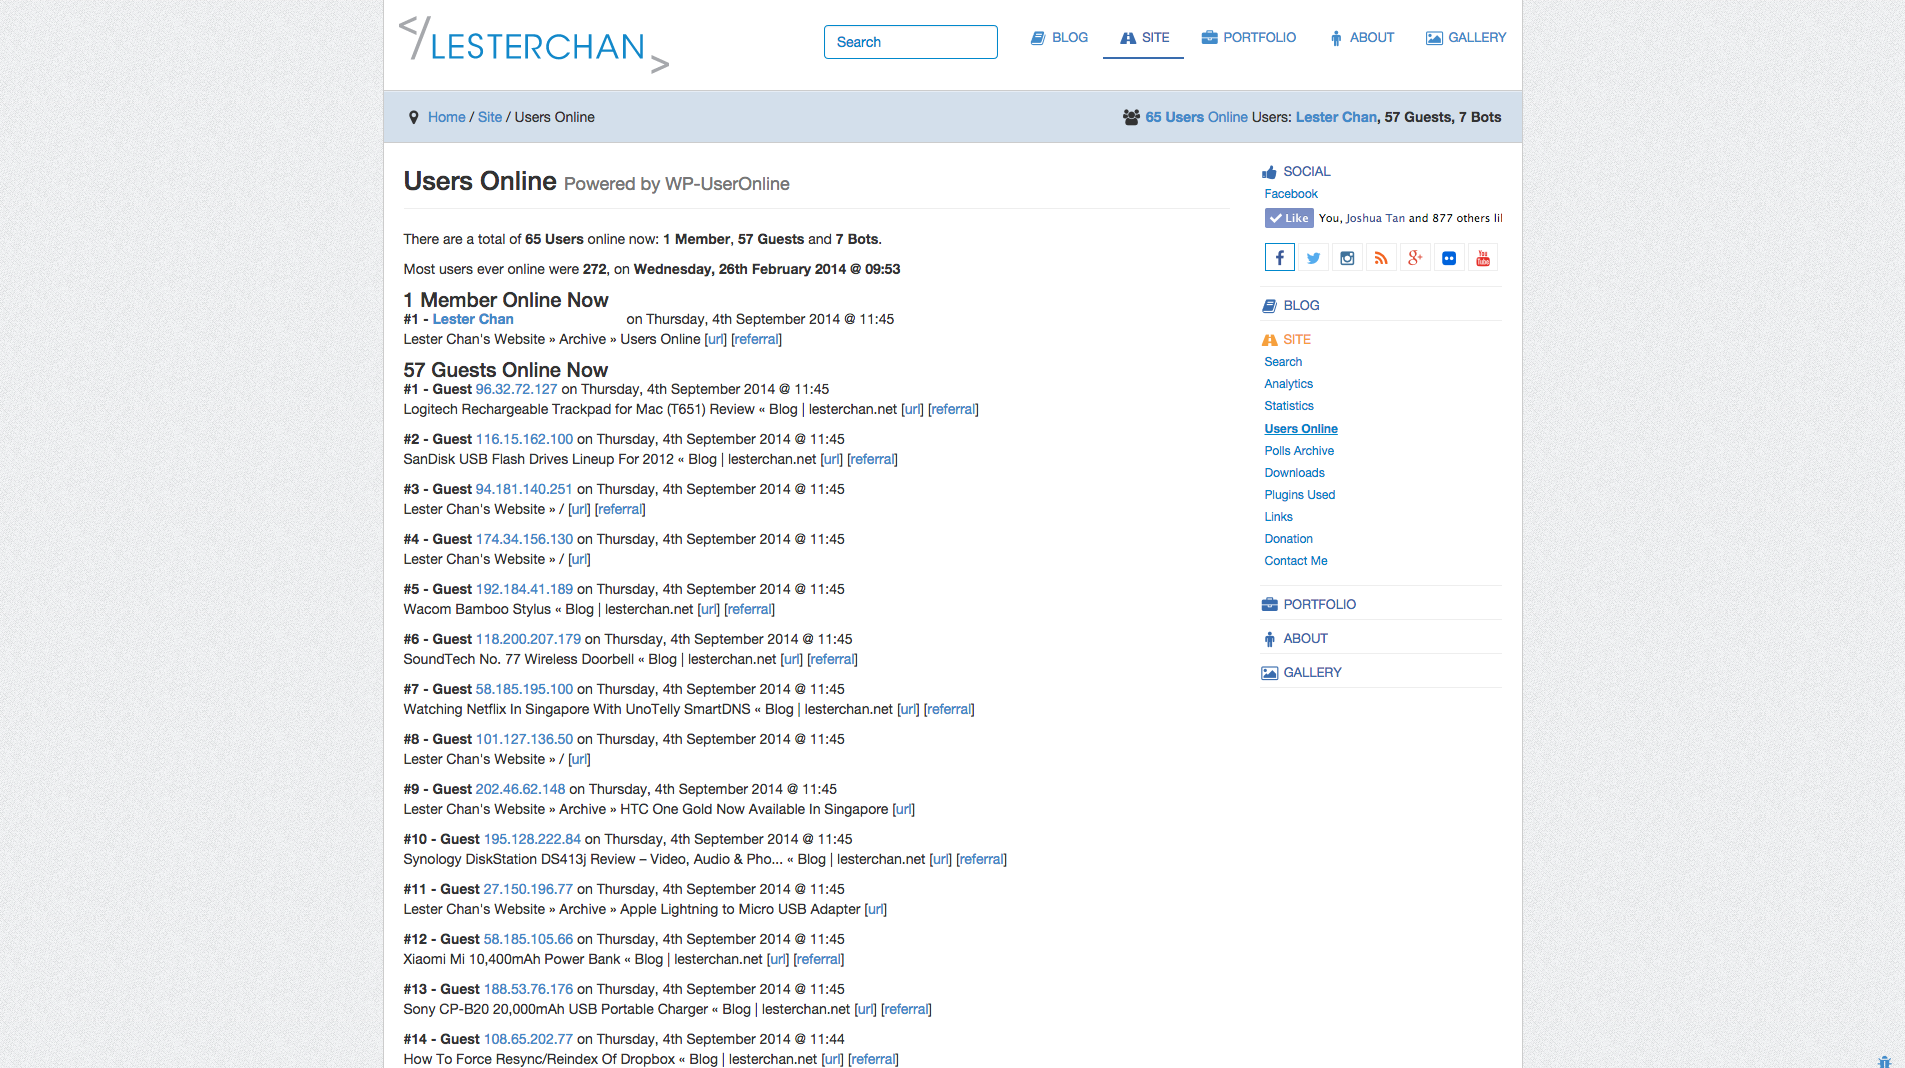 </LESTERCHAN>
Search
BLOG
SITE
PORTFOLIO
ABOUT
GALLERY
Home / Site / Users Online
65 Users Online Users: Lester Chan, 57 Guests, 7 Bots
Users Online Powered by WP-UserOnline
There are a total of 65 Users online now: 1 Member, 57 Guests and 7 Bots.
Most users ever online were 272, on Wednesday, 26th February 2014 @ 09:53
1 Member Online Now
#1 - Lester Chan on Thursday, 4th September 2014 @ 11:45
Lester Chan's Website » Archive » Users Online [url] [referral]
57 Guests Online Now
#1 - Guest 96.32.72.127 on Thursday, 4th September 2014 @ 11:45
Logitech Rechargeable Trackpad for Mac (T651) Review « Blog | lesterchan.net [url] [referral]
#2 - Guest 116.15.162.100 on Thursday, 4th September 2014 @ 11:45
SanDisk USB Flash Drives Lineup For 2012 « Blog | lesterchan.net [url] [referral]
#3 - Guest 94.181.140.251 on Thursday, 4th September 2014 @ 11:45
Lester Chan's Website » / [url] [referral]
#4 - Guest 174.34.156.130 on Thursday, 4th September 2014 @ 11:45
Lester Chan's Website » / [url]
#5 - Guest 192.184.41.189 on Thursday, 4th September 2014 @ 11:45
Wacom Bamboo Stylus « Blog | lesterchan.net [url] [referral]
#6 - Guest 118.200.207.179 on Thursday, 4th September 2014 @ 11:45
SoundTech No. 77 Wireless Doorbell « Blog | lesterchan.net [url] [referral]
#7 - Guest 58.185.195.100 on Thursday, 4th September 2014 @ 11:45
Watching Netflix In Singapore With UnoTelly SmartDNS « Blog | lesterchan.net [url] [referral]
#8 - Guest 101.127.136.50 on Thursday, 4th September 2014 @ 11:45
Lester Chan's Website » / [url]
#9 - Guest 202.46.62.148 on Thursday, 4th September 2014 @ 11:45
Lester Chan's Website » Archive » HTC One Gold Now Available In Singapore [url]
#10 - Guest 195.128.222.84 on Thursday, 4th September 2014 @ 11:45
Synology DiskStation DS413j Review – Video, Audio & Pho... « Blog | lesterchan.net [url] [referral]
#11 - Guest 27.150.196.77 on Thursday, 4th September 2014 @ 11:45
Lester Chan's Website » Archive » Apple Lightning to Micro USB Adapter [url]
#12 - Guest 58.185.105.66 on Thursday, 4th September 2014 @ 11:45
Xiaomi Mi 10,400mAh Power Bank « Blog | lesterchan.net [url] [referral]
#13 - Guest 188.53.76.176 on Thursday, 4th September 2014 @ 11:45
Sony CP-B20 20,000mAh USB Portable Charger « Blog | lesterchan.net [url] [referral]
#14 - Guest 108.65.202.77 on Thursday, 4th September 2014 @ 11:44
How To Force Resync/Reindex Of Dropbox « Blog | lesterchan.net [url] [referral]
SOCIAL
Facebook
Like You, Joshua Tan and 877 others li
You Tube
BLOG
SITE
Search
Analytics
Statistics
Users Online
Polls Archive
Downloads
Plugins Used
Links
Donation
Contact Me
PORTFOLIO
ABOUT
GALLERY